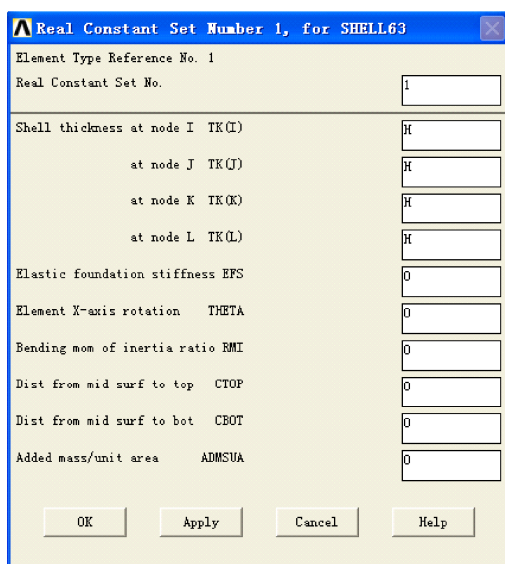 Real Constant Set Number 1, for SHELL63
Element Type Reference No. 1
Real Constant Set No. 1
Shell thickness at node I TK(I) H
at node J TK(J) H
at node K TK(K) H
at node L TK(L) H
Elastic foundation stiffness EFS 0
Element X-axis rotation THETA 0
Bending mom of inertia ratio RMI 0
Dist from mid surf to top CTOP 0
Dist from mid surf to bot CBOT 0
Added mass/unit area ADMSUA 0
OK Apply Cancel Help